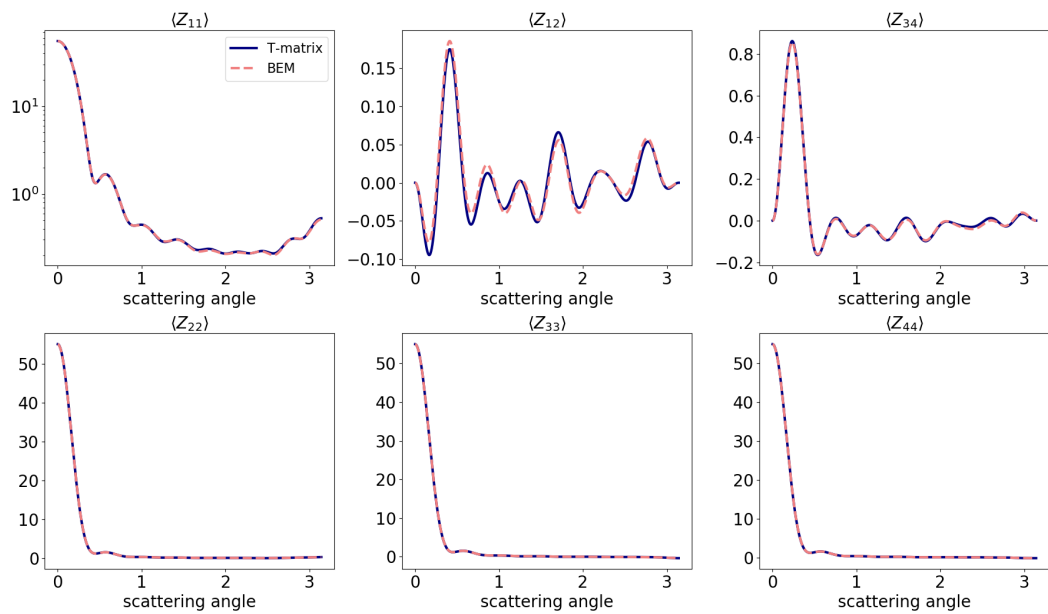 ⟨Z₁₁⟩
10¹
10⁰
T-matrix
BEM
0 1 2 3
scattering angle
⟨Z₁₂⟩
0.15
0.10
0.05
0.00
−0.05
−0.10
0 1 2 3
scattering angle
⟨Z₃₄⟩
0.8
0.6
0.4
0.2
0.0
−0.2
0 1 2 3
scattering angle
⟨Z₂₂⟩
50
40
30
20
10
0
0 1 2 3
scattering angle
⟨Z₃₃⟩
50
40
30
20
10
0
0 1 2 3
scattering angle
⟨Z₄₄⟩
50
40
30
20
10
0
0 1 2 3
scattering angle